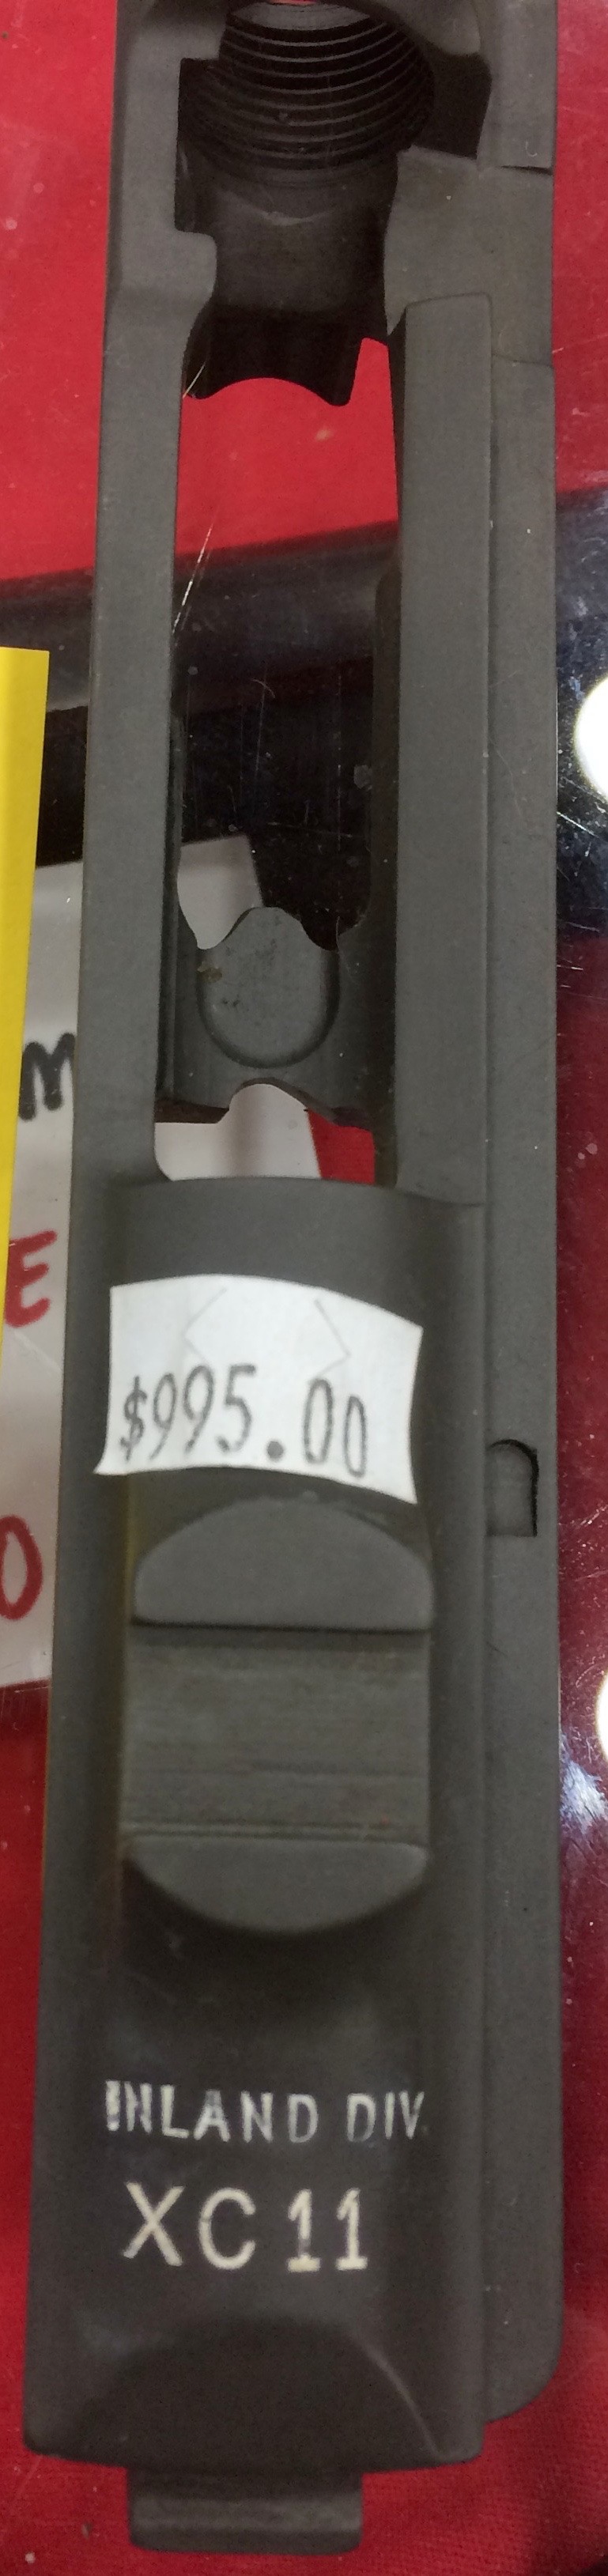 m
E
$995.00
O
INLAND DIV.
XC11